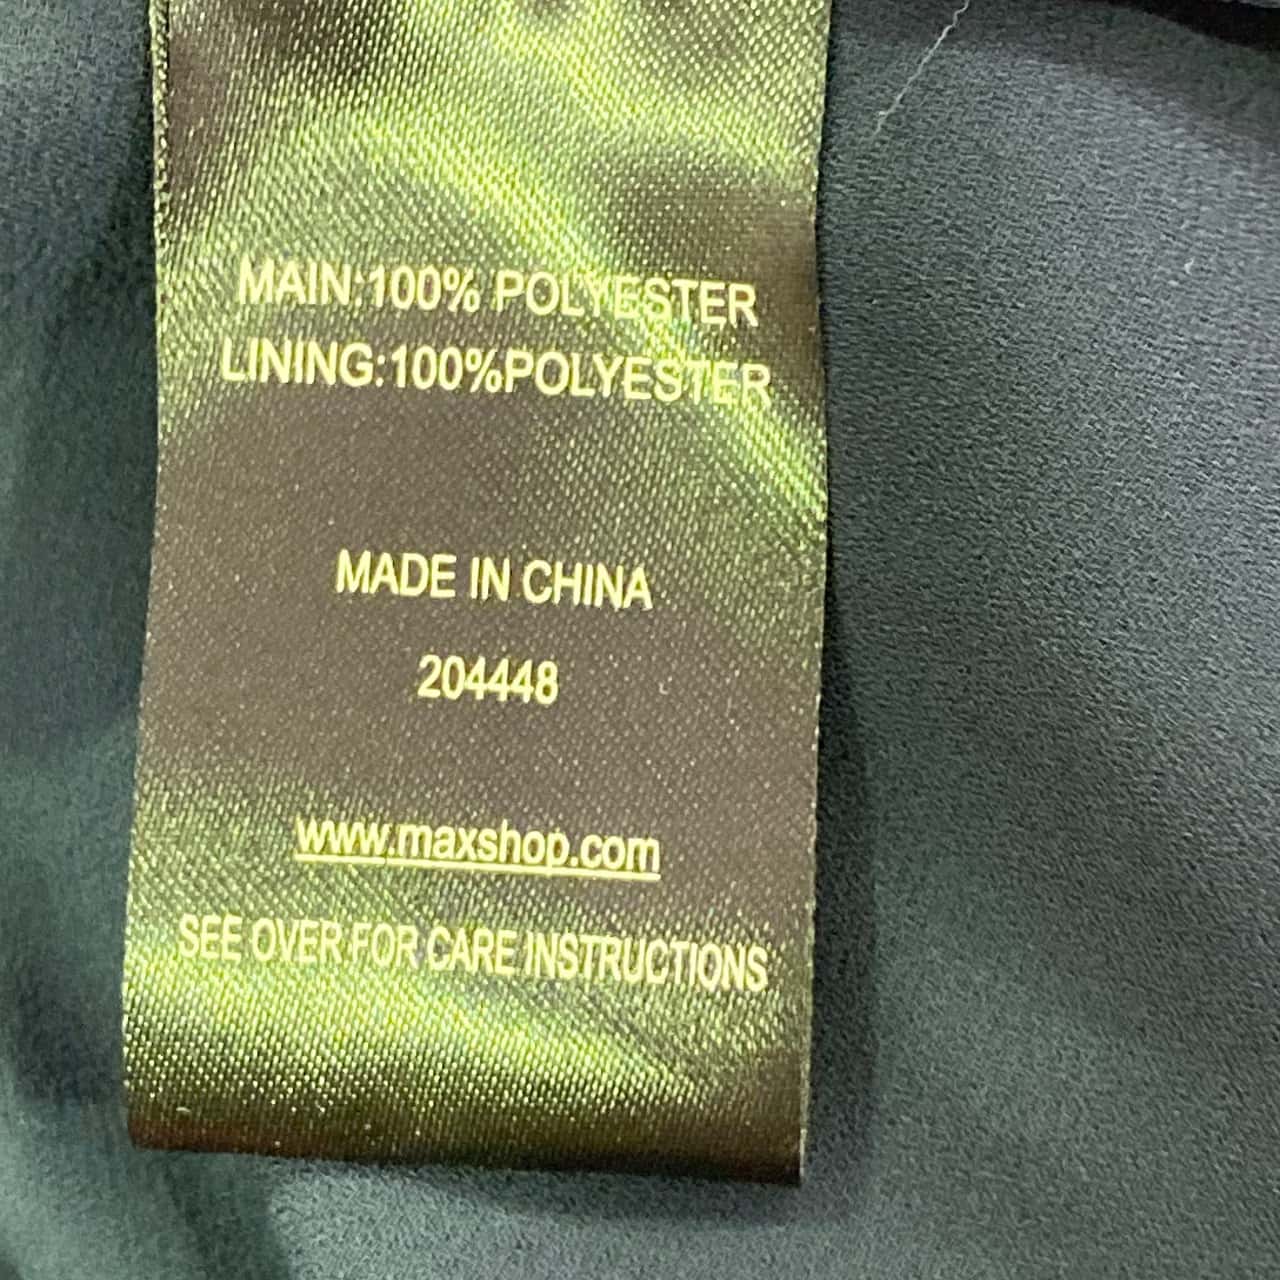 MAIN:100% POLYESTER
LINING:100%POLYESTER
MADE IN CHINA
204448
www.maxshop.com
SEE OVER FOR CARE INSTRUCTIONS